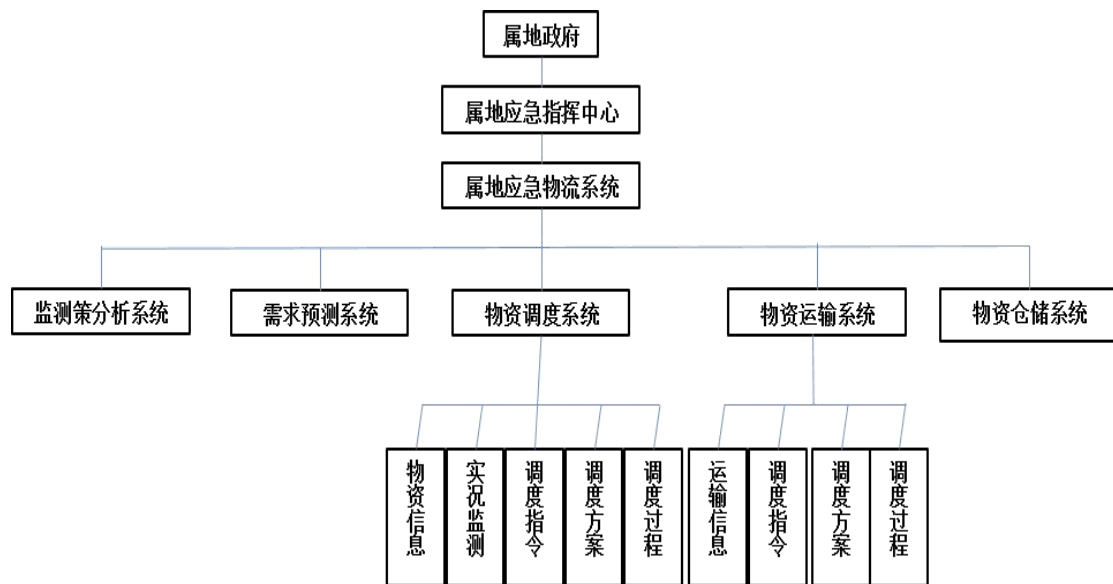 属地政府
属地应急指挥中心
属地应急物流系统
监测策分析系统
需求预测系统
物资调度系统
物资运输系统
物资仓储系统
物资信息
实况监测
调度指令
调度方案
调度过程
运输信息
调度指令
调度方案
调度过程